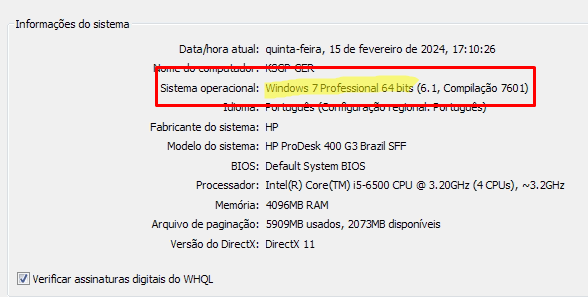 Informações do sistema
Data/hora atual: quinta-feira, 15 de fevereiro de 2024, 17:10:26
Nome do computador: KSGP-GER
Sistema operacional: Windows 7 Professional 64 bits (6.1, Compilação 7601)
Idioma: Português (Configuração regional: Português)
Fabricante do sistema: HP
Modelo do sistema: HP ProDesk 400 G3 Brazil SFF
BIOS: Default System BIOS
Processador: Intel(R) Core(TM) i5-6500 CPU @ 3.20GHz (4 CPUs), ~3.2GHz
Memória: 4096MB RAM
Arquivo de paginação: 5909MB usados, 2073MB disponíveis
Versão do DirectX: DirectX 11
Verificar assinaturas digitais do WHQL